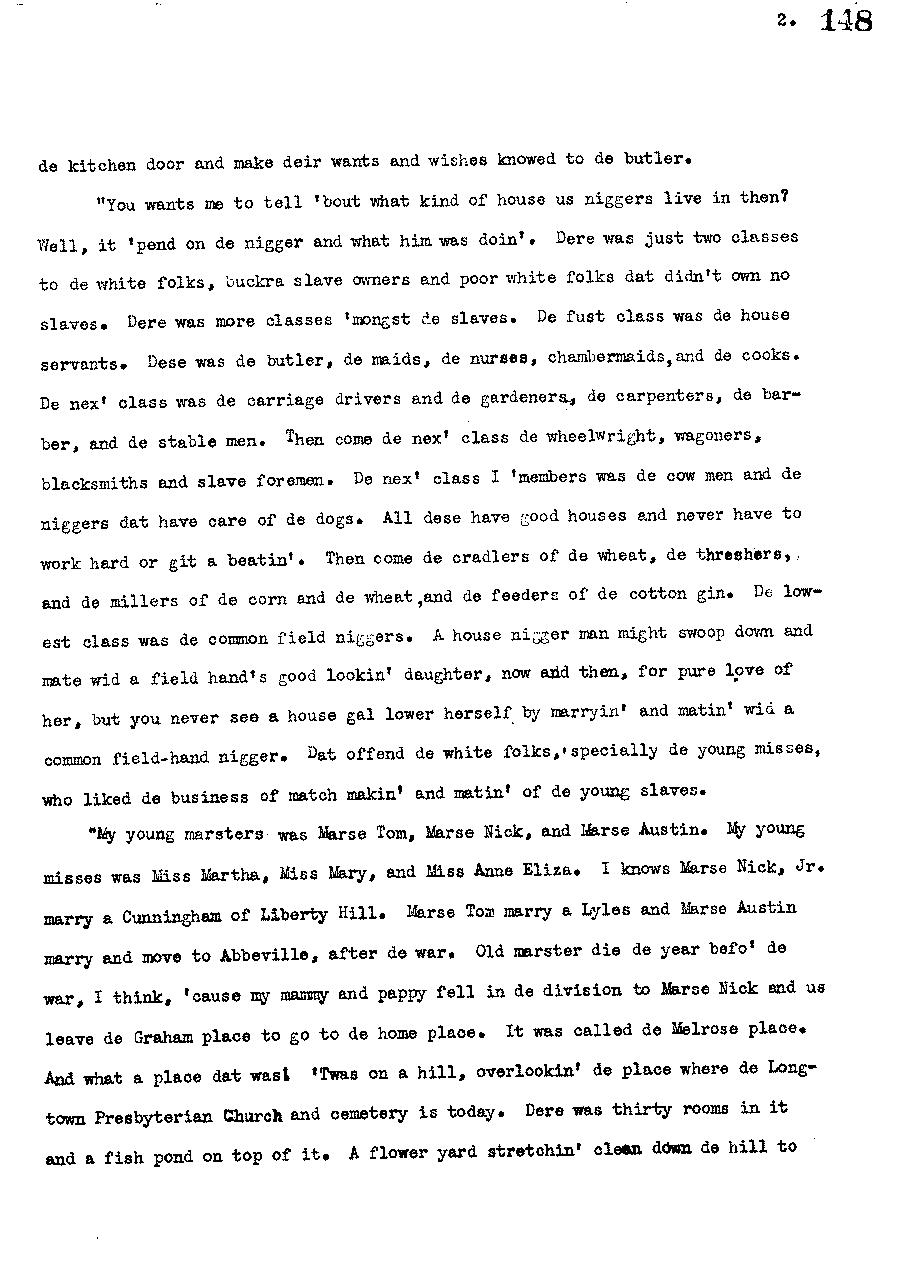 2. 148
de kitchen door and make deir wants and wishes knowed to de butler.
"You wants me to tell 'bout what kind of house us niggers live in then?
Well, it 'pend on de nigger and what him was doin'. Dere was just two classes
to de white folks, buckra slave owners and poor white folks dat didn't own no
slaves. Dere was more classes 'mongst de slaves. De fust class was de house
servants. Dese was de butler, de maids, de nurses, chambermaids,and de cooks.
De nex' class was de carriage drivers and de gardeners, de carpenters, de bar-
ber, and de stable men. Then come de nex' class de wheelwright, wagoners,
blacksmiths and slave foremen. De nex' class I 'members was de cow men and de
niggers dat have care of de dogs. All dese have good houses and never have to
work hard or git a beatin'. Then come de cradlers of de wheat, de threshers,
and de millers of de corn and de wheat,and de feeders of de cotton gin. De low-
est class was de common field niggers. A house nigger man might swoop down and
mate wid a field hand's good lookin' daughter, now and then, for pure love of
her, but you never see a house gal lower herself by marryin' and matin' wid a
common field-hand nigger. Dat offend de white folks,'specially de young misses,
who liked de business of match makin' and matin' of de young slaves.
"My young marsters was Marse Tom, Marse Nick, and Marse Austin. My young
misses was Miss Martha, Miss Mary, and Miss Anne Eliza. I knows Marse Nick, Jr.
marry a Cunningham of Liberty Hill. Marse Tom marry a Lyles and Marse Austin
marry and move to Abbeville, after de war. Old marster die de year befo' de
war, I think, 'cause my mammy and pappy fell in de division to Marse Nick and us
leave de Graham place to go to de home place. It was called de Melrose place.
And what a place dat was! 'Twas on a hill, overlookin' de place where de Long-
town Presbyterian Church and cemetery is today. Dere was thirty rooms in it
and a fish pond on top of it. A flower yard stretchin' clean down de hill to